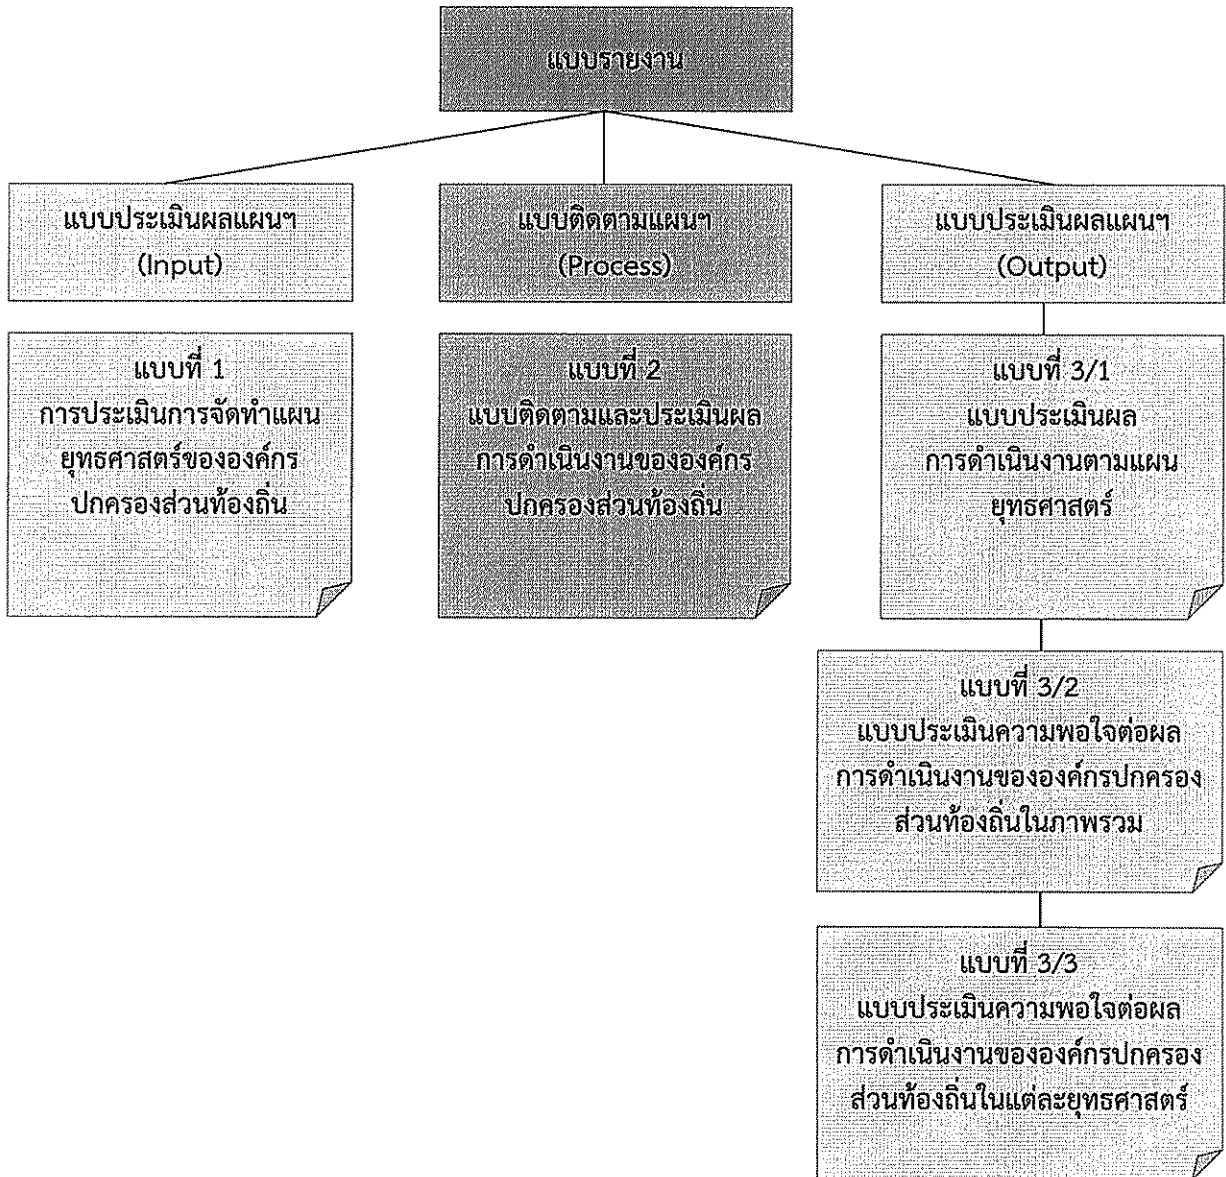 แบบรายงาน
แบบประเมินผลแผนฯ
(Input)
แบบติดตามแผนฯ
(Process)
แบบประเมินผลแผนฯ
(Output)
แบบที่ 1
การประเมินการจัดทำแผน
ยุทธศาสตร์ขององค์กร
ปกครองส่วนท้องถิ่น
แบบที่ 2
แบบติดตามและประเมินผล
การดำเนินงานขององค์กร
ปกครองส่วนท้องถิ่น
แบบที่ 3/1
แบบประเมินผล
การดำเนินงานตามแผน
ยุทธศาสตร์
แบบที่ 3/2
แบบประเมินความพอใจต่อผล
การดำเนินงานขององค์กรปกครอง
ส่วนท้องถิ่นในภาพรวม
แบบที่ 3/3
แบบประเมินความพอใจต่อผล
การดำเนินงานขององค์กรปกครอง
ส่วนท้องถิ่นในแต่ละยุทธศาสตร์